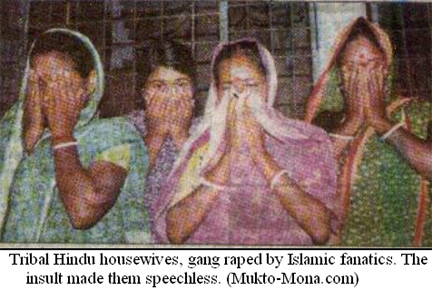 Tribal Hindu housewives, gang raped by Islamic fanatics. The
insult made them speechless. (Mukto-Mona.com)